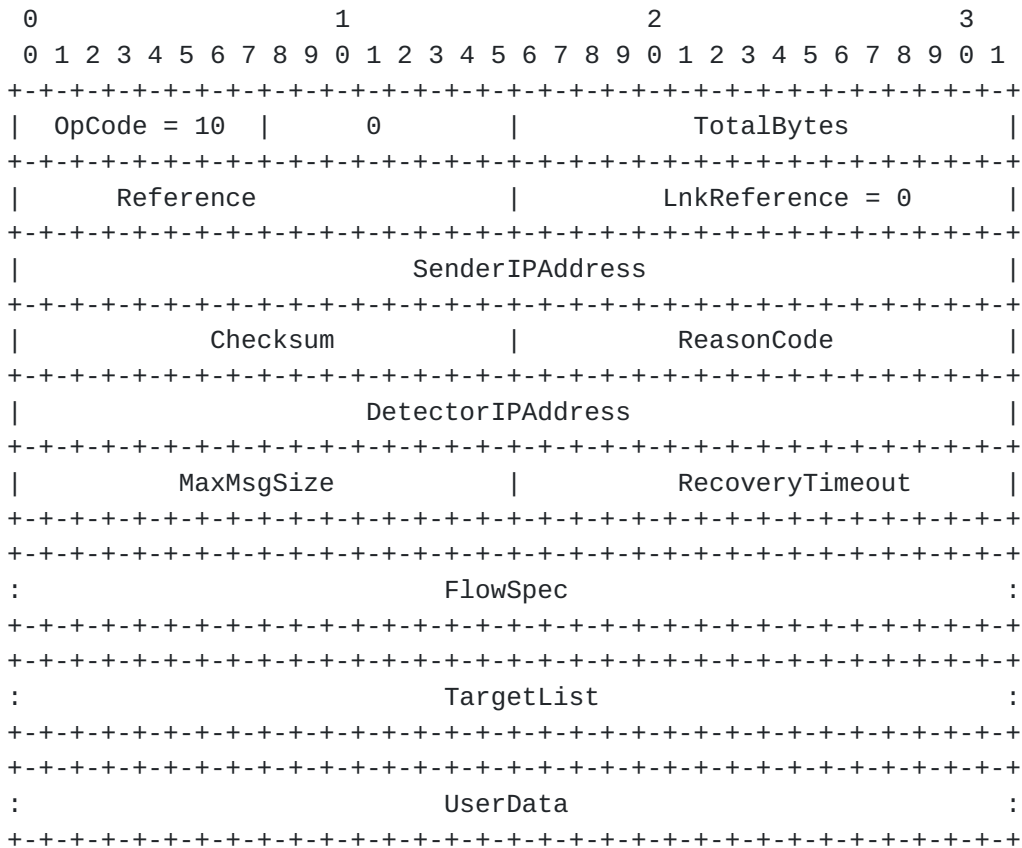 0                   1                   2                   3
 0 1 2 3 4 5 6 7 8 9 0 1 2 3 4 5 6 7 8 9 0 1 2 3 4 5 6 7 8 9 0 1
+-+-+-+-+-+-+-+-+-+-+-+-+-+-+-+-+-+-+-+-+-+-+-+-+-+-+-+-+-+-+-+-+
|  OpCode = 10  |      0        |           TotalBytes          |
+-+-+-+-+-+-+-+-+-+-+-+-+-+-+-+-+-+-+-+-+-+-+-+-+-+-+-+-+-+-+-+-+
|      Reference                |         LnkReference = 0      |
+-+-+-+-+-+-+-+-+-+-+-+-+-+-+-+-+-+-+-+-+-+-+-+-+-+-+-+-+-+-+-+-+
|                         SenderIPAddress                       |
+-+-+-+-+-+-+-+-+-+-+-+-+-+-+-+-+-+-+-+-+-+-+-+-+-+-+-+-+-+-+-+-+
|            Checksum           |          ReasonCode           |
+-+-+-+-+-+-+-+-+-+-+-+-+-+-+-+-+-+-+-+-+-+-+-+-+-+-+-+-+-+-+-+-+
|                      DetectorIPAddress                        |
+-+-+-+-+-+-+-+-+-+-+-+-+-+-+-+-+-+-+-+-+-+-+-+-+-+-+-+-+-+-+-+-+
|          MaxMsgSize           |          RecoveryTimeout      |
+-+-+-+-+-+-+-+-+-+-+-+-+-+-+-+-+-+-+-+-+-+-+-+-+-+-+-+-+-+-+-+-+
+-+-+-+-+-+-+-+-+-+-+-+-+-+-+-+-+-+-+-+-+-+-+-+-+-+-+-+-+-+-+-+-+
:                           FlowSpec                            :
+-+-+-+-+-+-+-+-+-+-+-+-+-+-+-+-+-+-+-+-+-+-+-+-+-+-+-+-+-+-+-+-+
+-+-+-+-+-+-+-+-+-+-+-+-+-+-+-+-+-+-+-+-+-+-+-+-+-+-+-+-+-+-+-+-+
:                           TargetList                          :
+-+-+-+-+-+-+-+-+-+-+-+-+-+-+-+-+-+-+-+-+-+-+-+-+-+-+-+-+-+-+-+-+
+-+-+-+-+-+-+-+-+-+-+-+-+-+-+-+-+-+-+-+-+-+-+-+-+-+-+-+-+-+-+-+-+
:                           UserData                            :
+-+-+-+-+-+-+-+-+-+-+-+-+-+-+-+-+-+-+-+-+-+-+-+-+-+-+-+-+-+-+-+-+